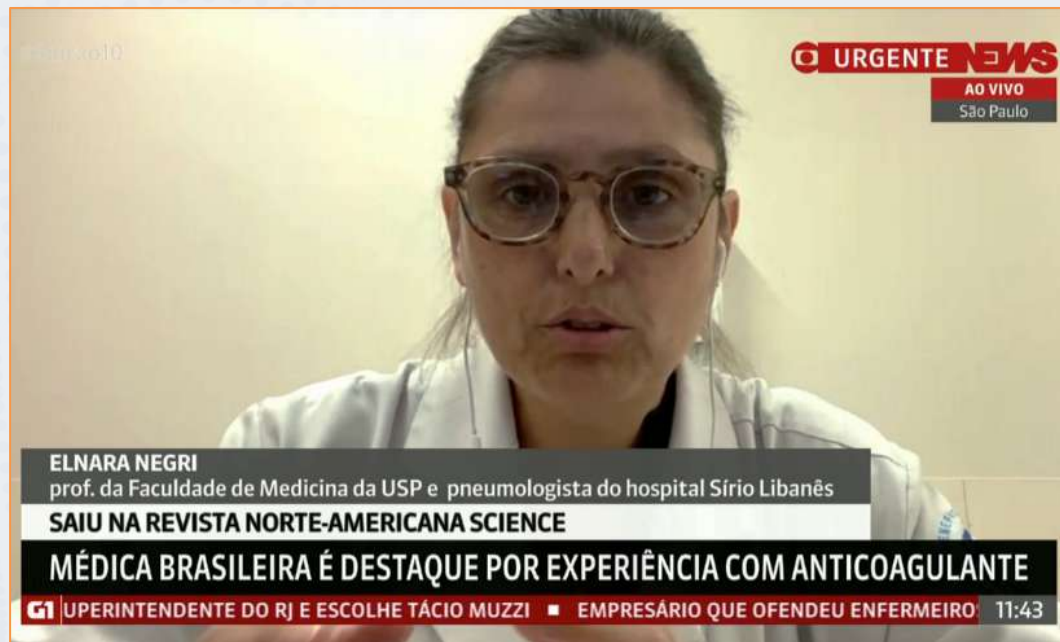 URGENTE NEWS
AO VIVO
São Paulo
ELNARA NEGRI
prof. da Faculdade de Medicina da USP e pneumologista do hospital Sírio Libanês
SAIU NA REVISTA NORTE-AMERICANA SCIENCE
MÉDICA BRASILEIRA É DESTAQUE POR EXPERIÊNCIA COM ANTICOAGULANTE
G1 UPERINTENDENTE DO RJ E ESCOLHE TÁCIO MUZZI ■ EMPRESÁRIO QUE OFENDEU ENFERMEIRO 11:43